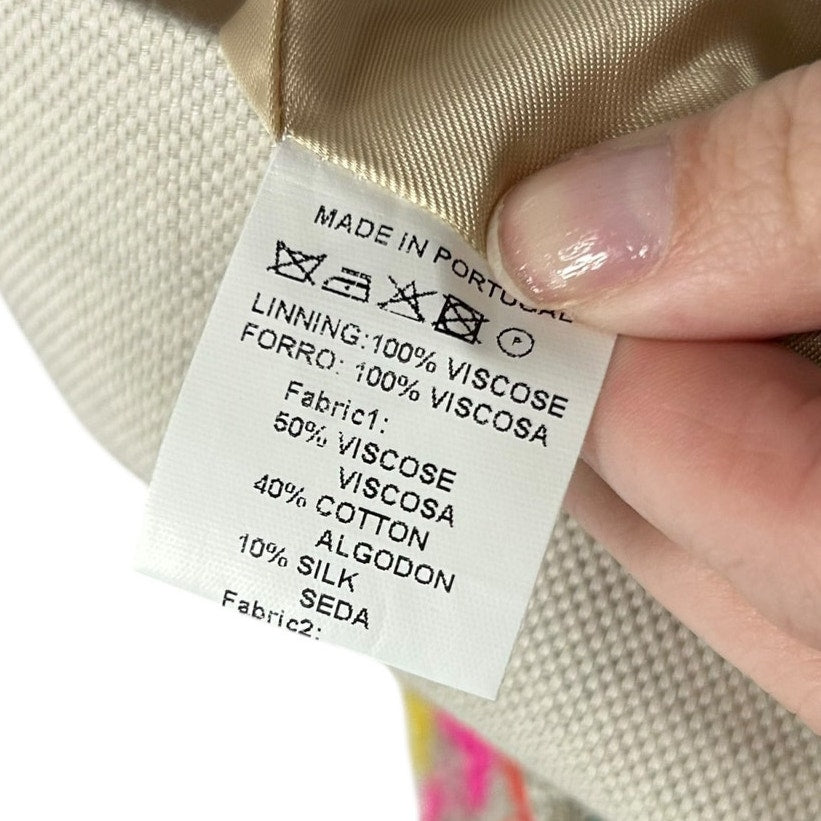 MADE IN PORTUGAL
P
LINNING:100% VISCOSE
FORRO: 100% VISCOSA
Fabric1:
50% VISCOSE
VISCOSA
40% COTTON
ALGODON
10% SILK
SEDA
Fabric2: